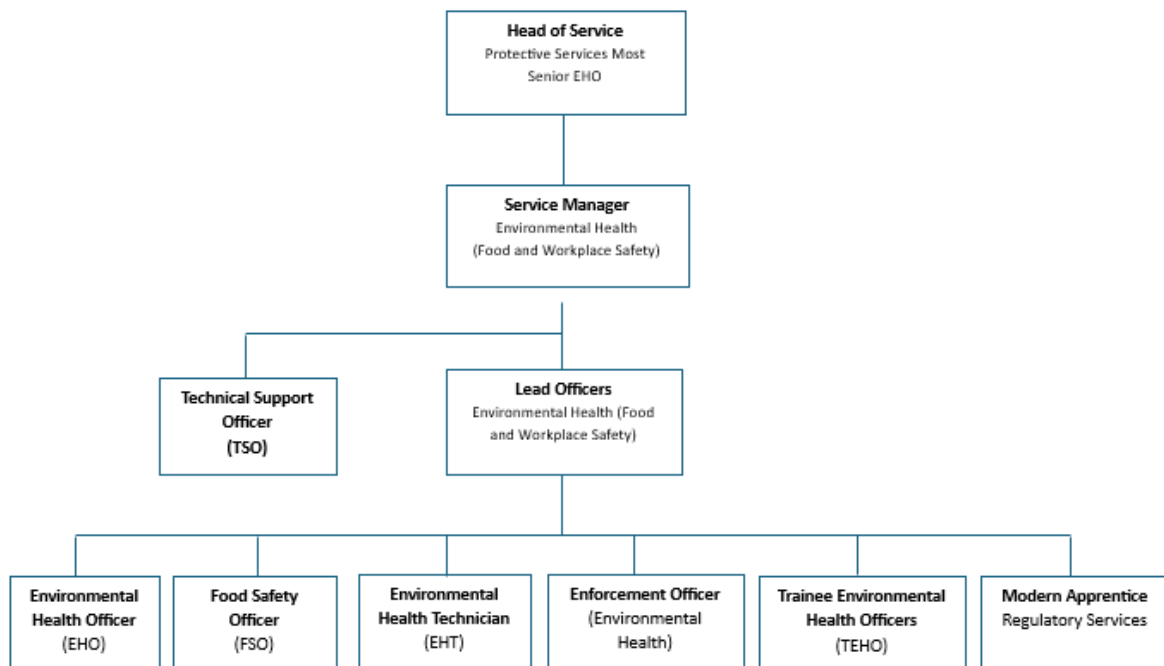 Head of Service
Protective Services Most
Senior EHO
Service Manager
Environmental Health
(Food and Workplace Safety)
Technical Support
Officer
(TSO)
Lead Officers
Environmental Health (Food
and Workplace Safety)
Environmental
Health Officer
(EHO)
Food Safety
Officer
(FSO)
Environmental
Health Technician
(EHT)
Enforcement Officer
(Environmental
Health)
Trainee Environmental
Health Officers
(TEHO)
Modern Apprentice
Regulatory Services